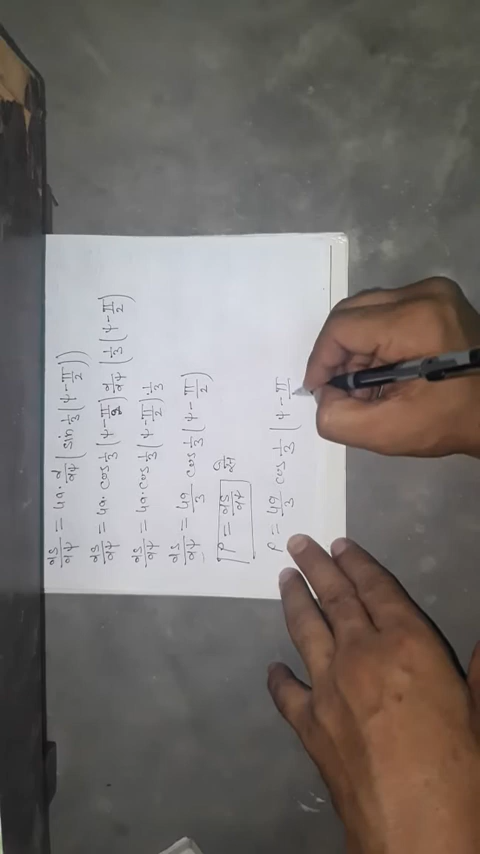 ds/dψ = 4a · d/dψ ( sin 1/3 (ψ - π/2) )
ds/dψ = 4a · cos 1/3 (ψ - π/2) d/dψ ( 1/3 (ψ - π/2) )
ds/dψ = 4a · cos 1/3 (ψ - π/2) · 1/3
ds/dψ = 4a/3 cos 1/3 (ψ - π/2)
ρ = ds/dψ
ρ = 4a/3 cos 1/3 ( ψ - π